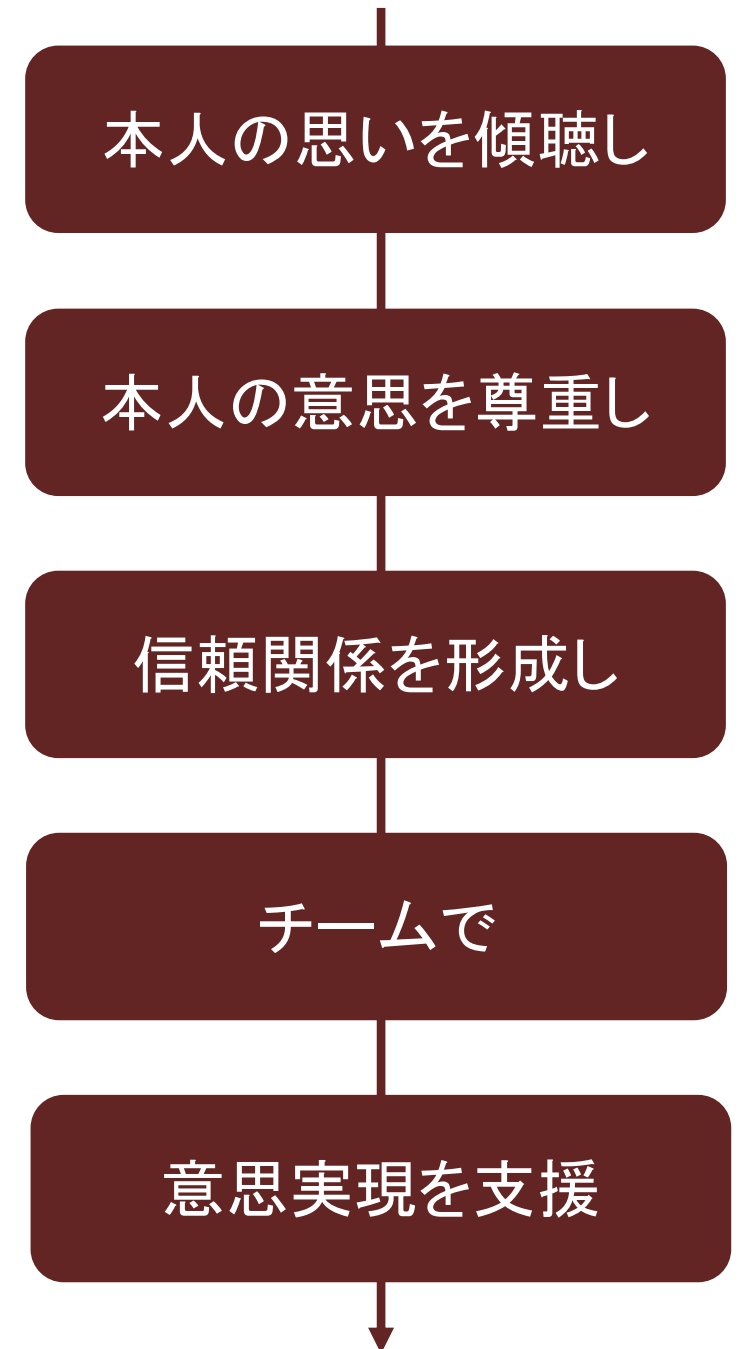 本人の思いを傾聴し
本人の意思を尊重し
信頼関係を形成し
チームで
意思実現を支援